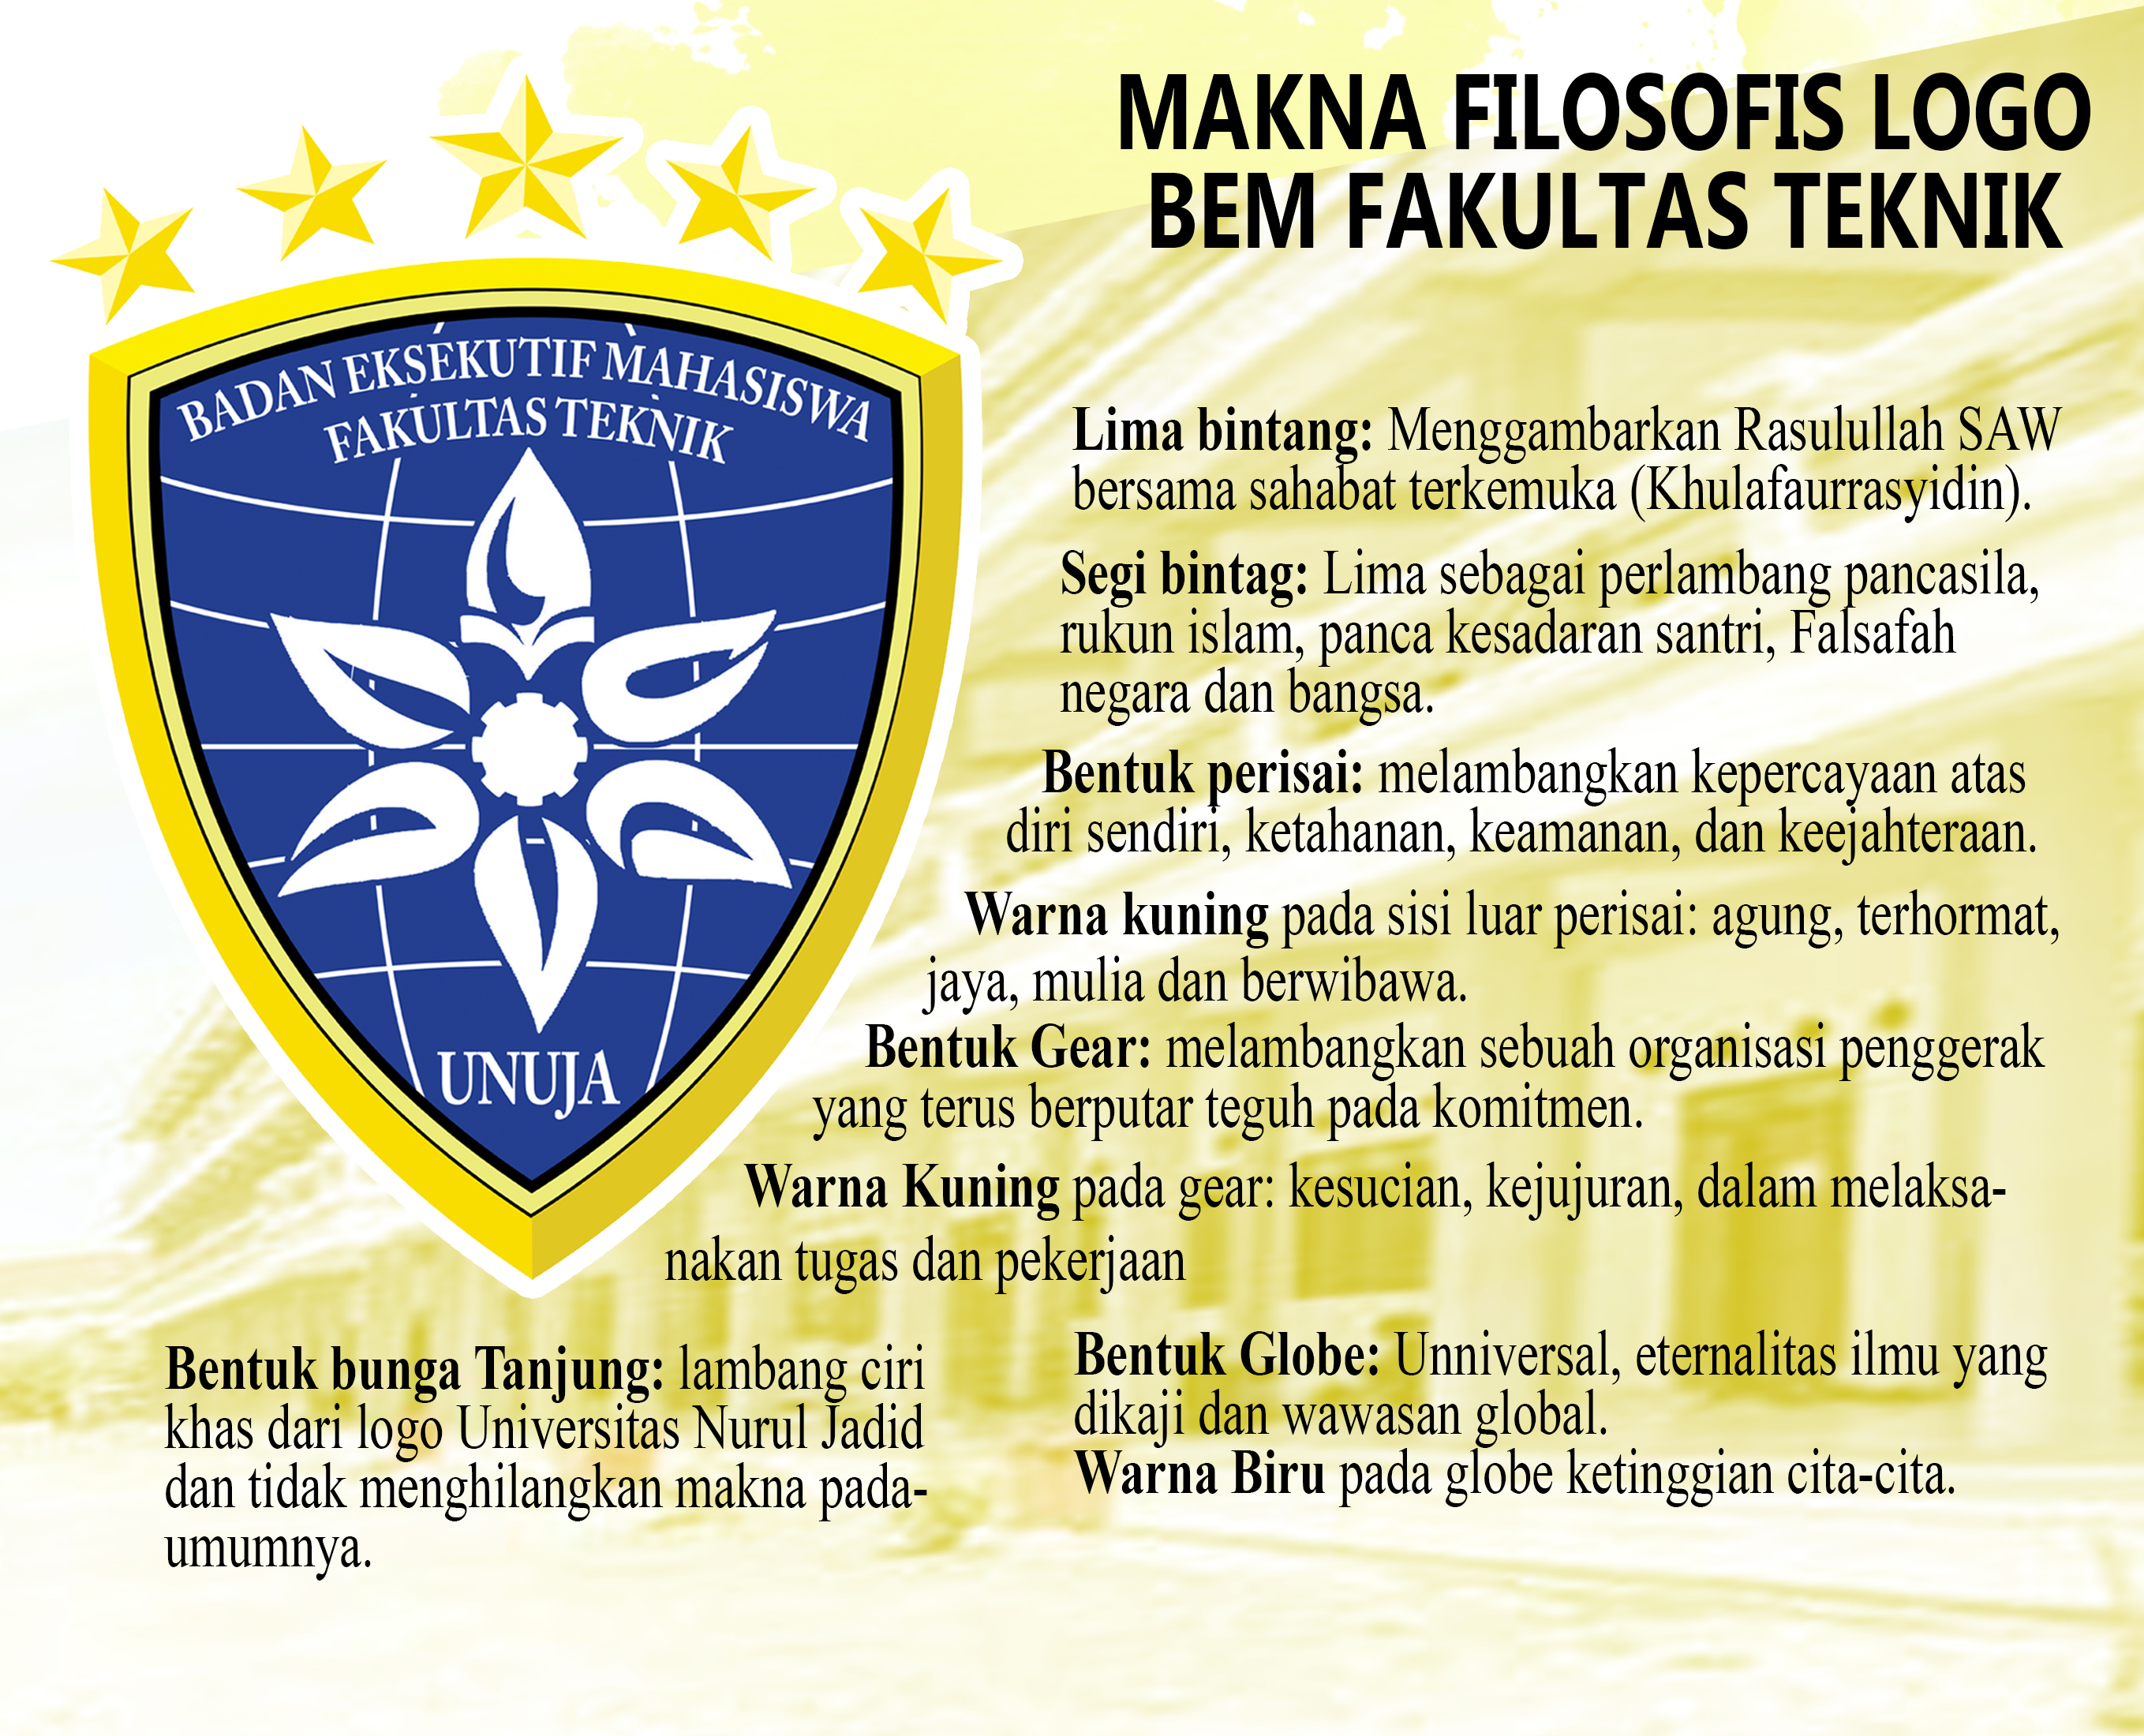 MAKNA FILOSOFIS LOGO
BEM FAKULTAS TEKNIK
BADAN EKSEKUTIF MAHASISWA
FAKULTAS TEKNIK
UNUJA
Lima bintang: Menggambarkan Rasulullah SAW
bersama sahabat terkemuka (Khulafaurrasyidin).
Segi bintag: Lima sebagai perlambang pancasila,
rukun islam, panca kesadaran santri, Falsafah
negara dan bangsa.
Bentuk perisai: melambangkan kepercayaan atas
diri sendiri, ketahanan, keamanan, dan keejahteraan.
Warna kuning pada sisi luar perisai: agung, terhormat,
jaya, mulia dan berwibawa.
Bentuk Gear: melambangkan sebuah organisasi penggerak
yang terus berputar teguh pada komitmen.
Warna Kuning pada gear: kesucian, kejujuran, dalam melaksa-
nakan tugas dan pekerjaan
Bentuk bunga Tanjung: lambang ciri
khas dari logo Universitas Nurul Jadid
dan tidak menghilangkan makna pada-
umumnya.
Bentuk Globe: Unniversal, eternalitas ilmu yang
dikaji dan wawasan global.
Warna Biru pada globe ketinggian cita-cita.